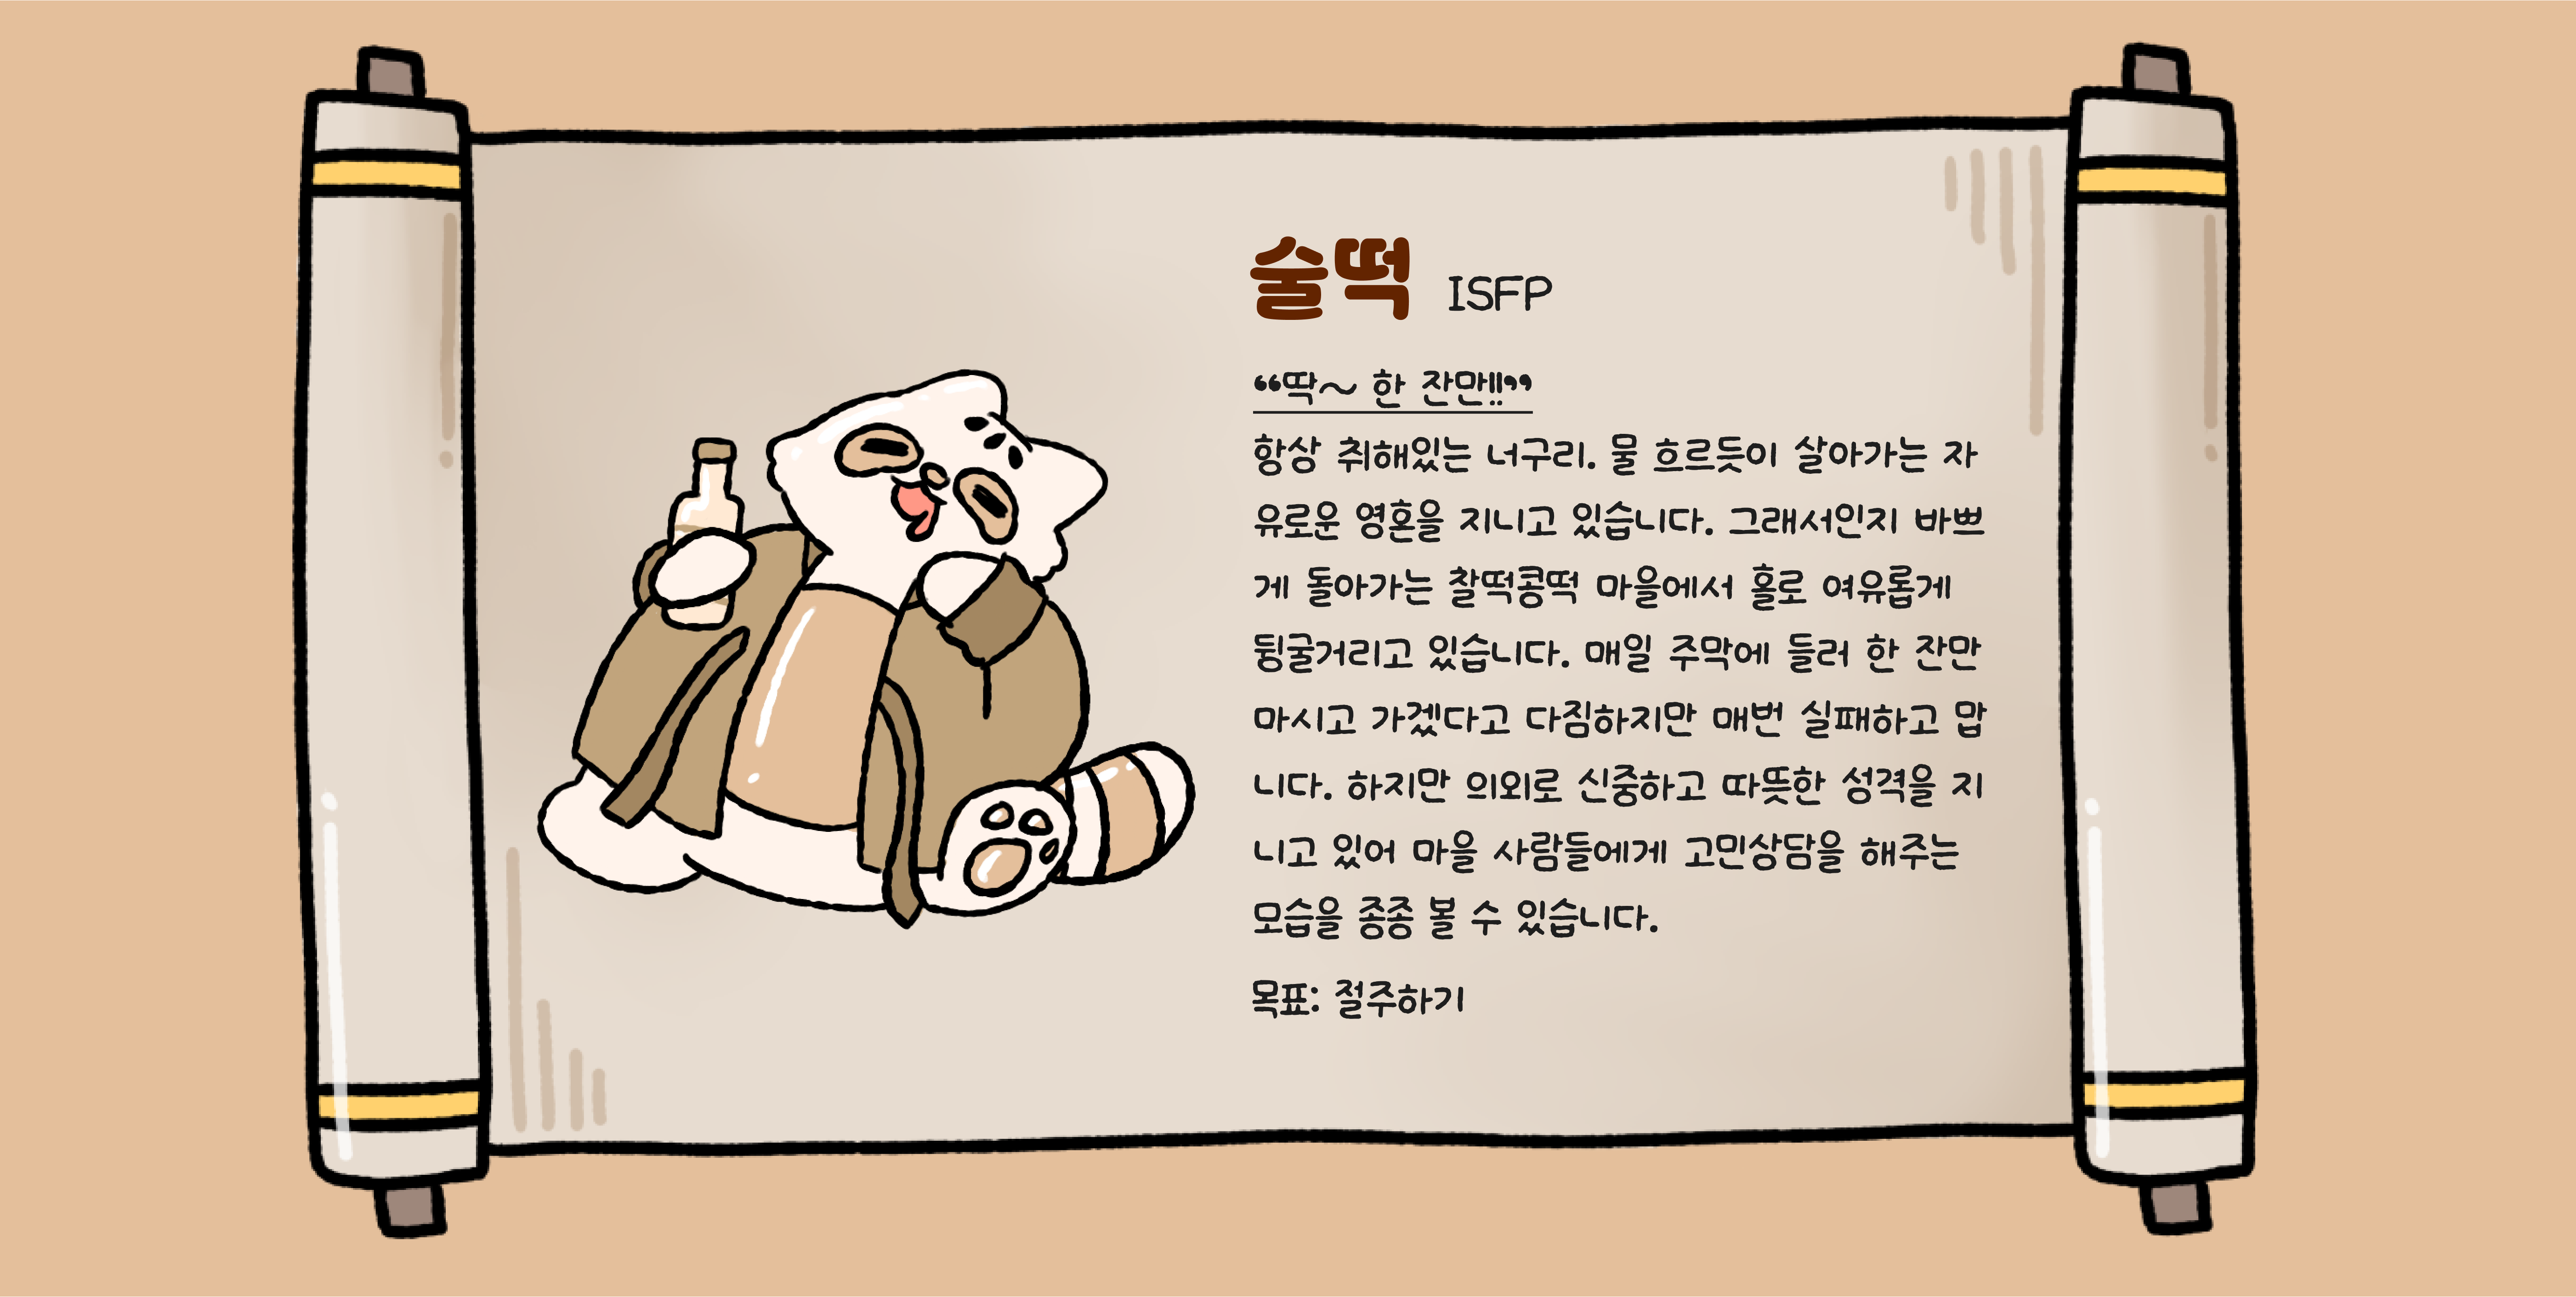 술떡 ISFP
“딱~ 한 잔만!!”
항상 취해있는 너구리. 물 흐르듯이 살아가는 자
유로운 영혼을 지니고 있습니다. 그래서인지 바쁘
게 돌아가는 찰떡콩떡 마을에서 홀로 여유롭게
뒹굴거리고 있습니다. 매일 주막에 들러 한 잔만
마시고 가겠다고 다짐하지만 매번 실패하고 맙
니다. 하지만 의외로 신중하고 따뜻한 성격을 지
니고 있어 마을 사람들에게 고민상담을 해주는
모습을 종종 볼 수 있습니다.
목표: 절주하기